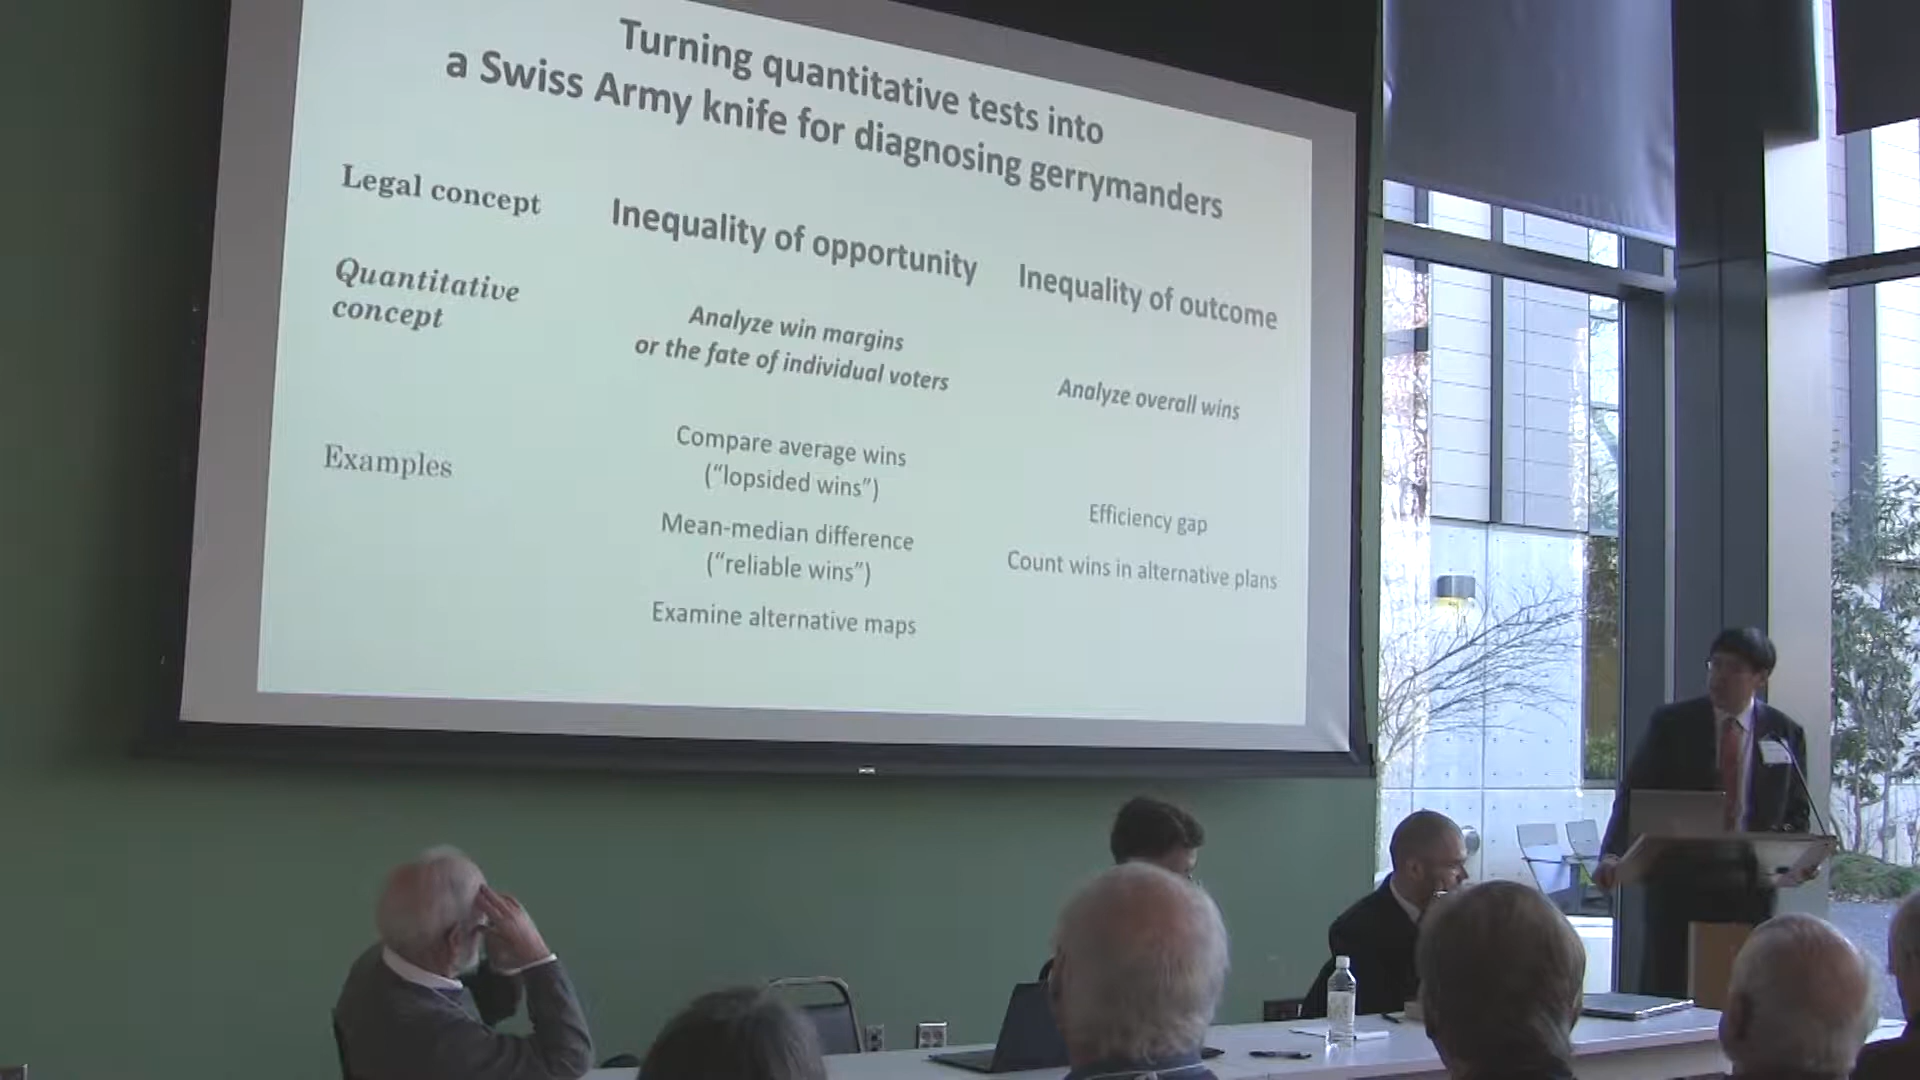 Turning quantitative tests into
a Swiss Army knife for diagnosing gerrymanders
Legal concept
Inequality of opportunity
Inequality of outcome
Quantitative
concept
Analyze win margins
or the fate of individual voters
Analyze overall wins
Examples
Compare average wins
(“lopsided wins”)
Mean-median difference
(“reliable wins”)
Examine alternative maps
Efficiency gap
Count wins in alternative plans